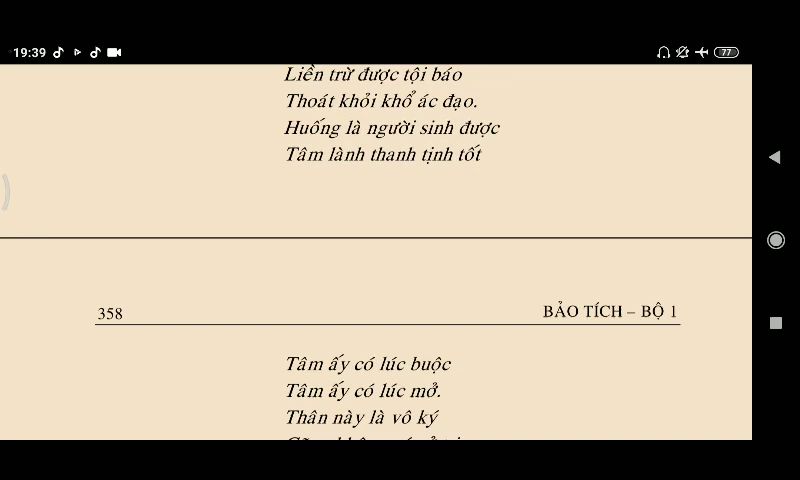 19:39
77
Liền trừ được tội báo
Thoát khỏi khổ ác đạo.
Huống là người sinh được
Tâm lành thanh tịnh tốt
358
BẢO TÍCH – BỘ 1
Tâm ấy có lúc buộc
Tâm ấy có lúc mở.
Thân này là vô ký